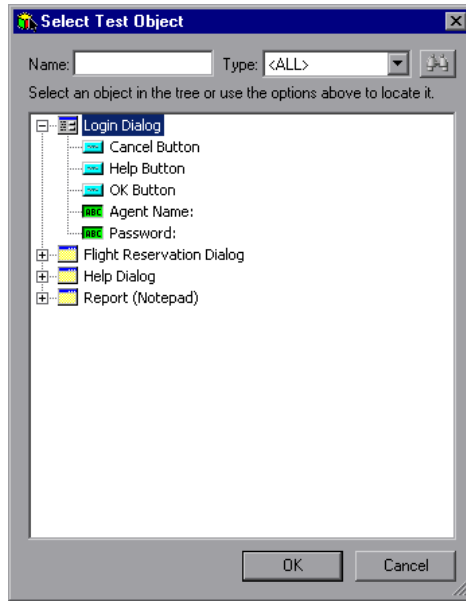 Select Test Object
Name: Type: <ALL>
Select an object in the tree or use the options above to locate it.
Login Dialog
Cancel Button
Help Button
OK Button
ABC Agent Name:
ABC Password:
Flight Reservation Dialog
Help Dialog
Report (Notepad)
OK Cancel